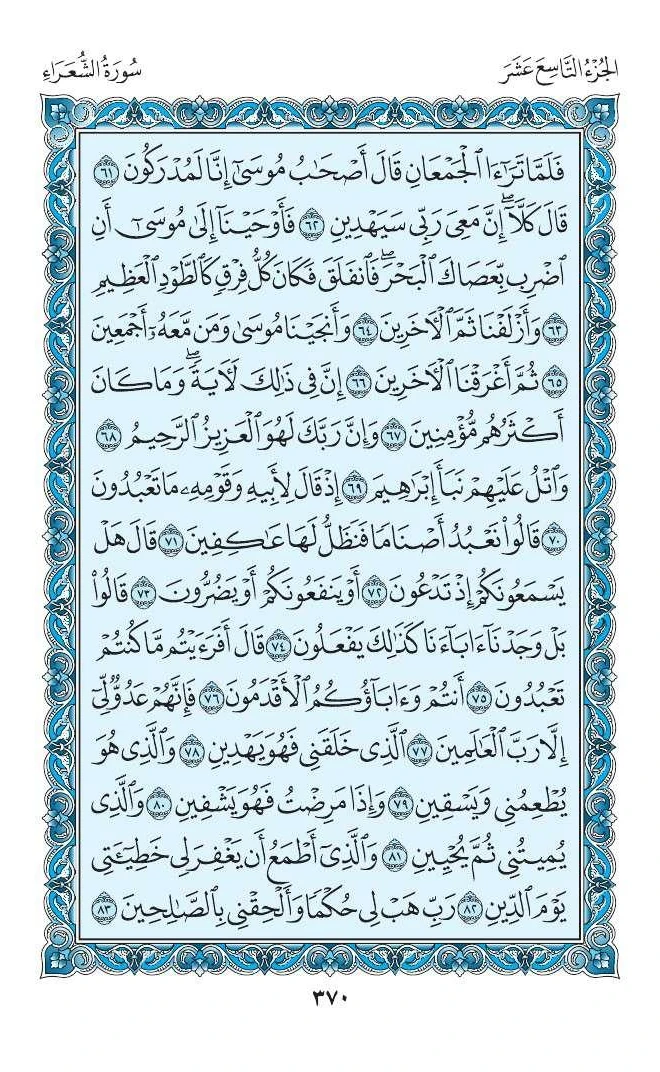 الجُزْءُ التَّاسِعَ عَشَرَ
سُورَةُ الشُّعَرَاءِ
فَلَمَّا تَرَٰٓءَا ٱلْجَمْعَانِ قَالَ أَصْحَٰبُ مُوسَىٰٓ إِنَّا لَمُدْرَكُونَ ٦١
قَالَ كَلَّآ ۖ إِنَّ مَعِىَ رَبِّى سَيَهْدِينِ ٦٢ فَأَوْحَيْنَآ إِلَىٰ مُوسَىٰٓ أَنِ
ٱضْرِب بِّعَصَاكَ ٱلْبَحْرَ ۖ فَٱنفَلَقَ فَكَانَ كُلُّ فِرْقٍ كَٱلطَّوْدِ ٱلْعَظِيمِ
٦٣ وَأَزْلَفْنَا ثَمَّ ٱلْءَاخَرِينَ ٦٤ وَأَنجَيْنَا مُوسَىٰ وَمَن مَّعَهُۥٓ أَجْمَعِينَ
٦٥ ثُمَّ أَغْرَقْنَا ٱلْءَاخَرِينَ ٦٦ إِنَّ فِى ذَٰلِكَ لَءَايَةً ۖ وَمَا كَانَ
أَكْثَرُهُم مُّؤْمِنِينَ ٦٧ وَإِنَّ رَبَّكَ لَهُوَ ٱلْعَزِيزُ ٱلرَّحِيمُ ٦٨
وَٱتْلُ عَلَيْهِمْ نَبَأَ إِبْرَٰهِيمَ ٦٩ إِذْ قَالَ لِأَبِيهِ وَقَوْمِهِۦ مَا تَعْبُدُونَ
٧٠ قَالُوا۟ نَعْبُدُ أَصْنَامًا فَنَظَلُّ لَهَا عَٰكِفِينَ ٧١ قَالَ هَلْ
يَسْمَعُونَكُمْ إِذْ تَدْعُونَ ٧٢ أَوْ يَنفَعُونَكُمْ أَوْ يَضُرُّونَ ٧٣ قَالُوا۟
بَلْ وَجَدْنَآ ءَابَآءَنَا كَذَٰلِكَ يَفْعَلُونَ ٧٤ قَالَ أَفَرَءَيْتُم مَّا كُنتُمْ
تَعْبُدُونَ ٧٥ أَنتُمْ وَءَابَآؤُكُمُ ٱلْأَقْدَمُونَ ٧٦ فَإِنَّهُمْ عَدُوٌّ لِّىٓ
إِلَّا رَبَّ ٱلْعَٰلَمِينَ ٧٧ ٱلَّذِى خَلَقَنِى فَهُوَ يَهْدِينِ ٧٨ وَٱلَّذِى هُوَ
يُطْعِمُنِى وَيَسْقِينِ ٧٩ وَإِذَا مَرِضْتُ فَهُوَ يَشْفِينِ ٨٠ وَٱلَّذِى
يُمِيتُنِى ثُمَّ يُحْيِينِ ٨١ وَٱلَّذِىٓ أَطْمَعُ أَن يَغْفِرَ لِى خَطِيٓـَٔتِى
يَوْمَ ٱلدِّينِ ٨٢ رَبِّ هَبْ لِى حُكْمًا وَأَلْحِقْنِى بِٱلصَّٰلِحِينَ ٨٣
٣٧٠